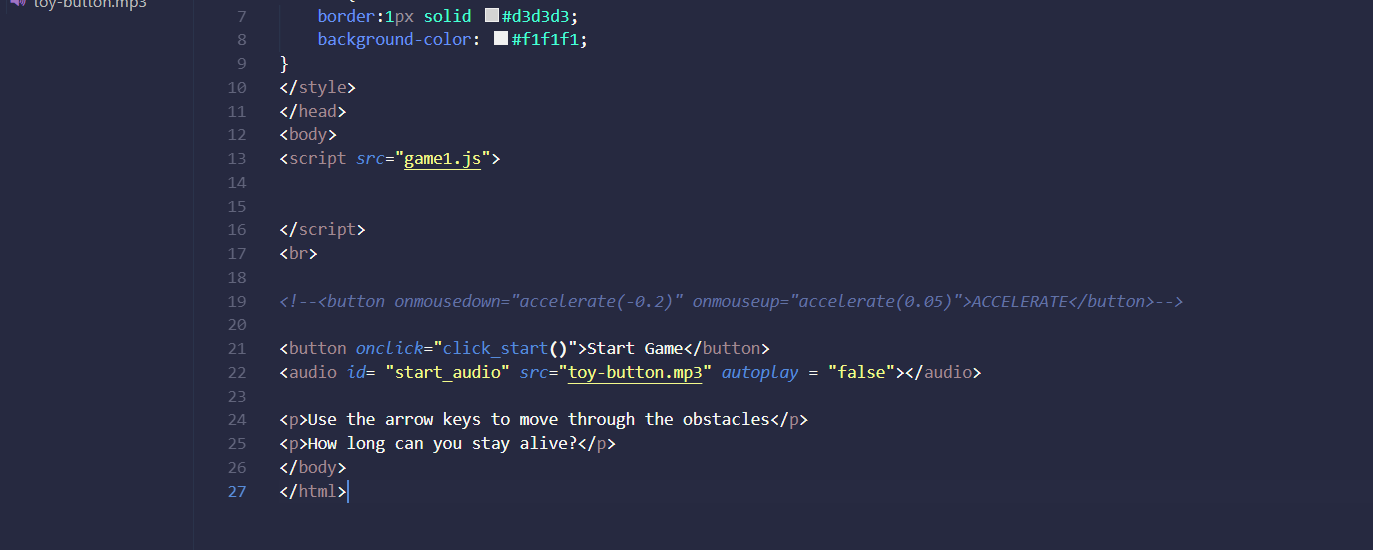 toy-button.mp3
7 border:1px solid #d3d3d3;
8 background-color: #f1f1f1;
9 }
10 </style>
11 </head>
12 <body>
13 <script src="game1.js">
14
15
16 </script>
17 <br>
18
19 <!--<button onmousedown="accelerate(-0.2)" onmouseup="accelerate(0.05)">ACCELERATE</button>-->
20
21 <button onclick="click_start()">Start Game</button>
22 <audio id= "start_audio" src="toy-button.mp3" autoplay = "false"></audio>
23
24 <p>Use the arrow keys to move through the obstacles</p>
25 <p>How long can you stay alive?</p>
26 </body>
27 </html>